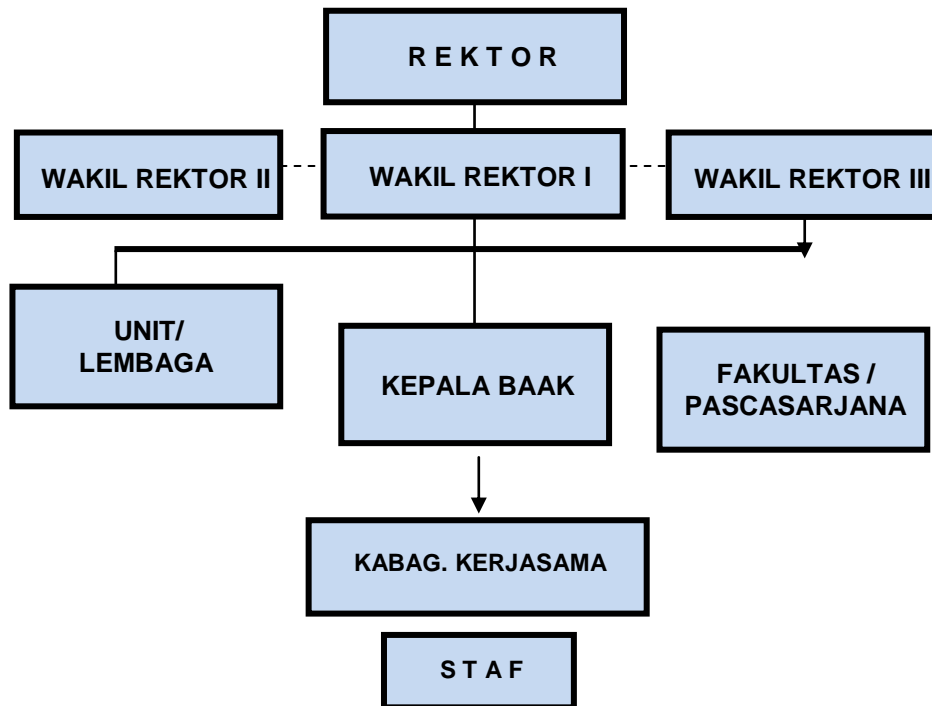 R E K T O R
WAKIL REKTOR II
WAKIL REKTOR I
WAKIL REKTOR III
UNIT/
LEMBAGA
KEPALA BAAK
FAKULTAS /
PASCASARJANA
KABAG. KERJASAMA
S T A F